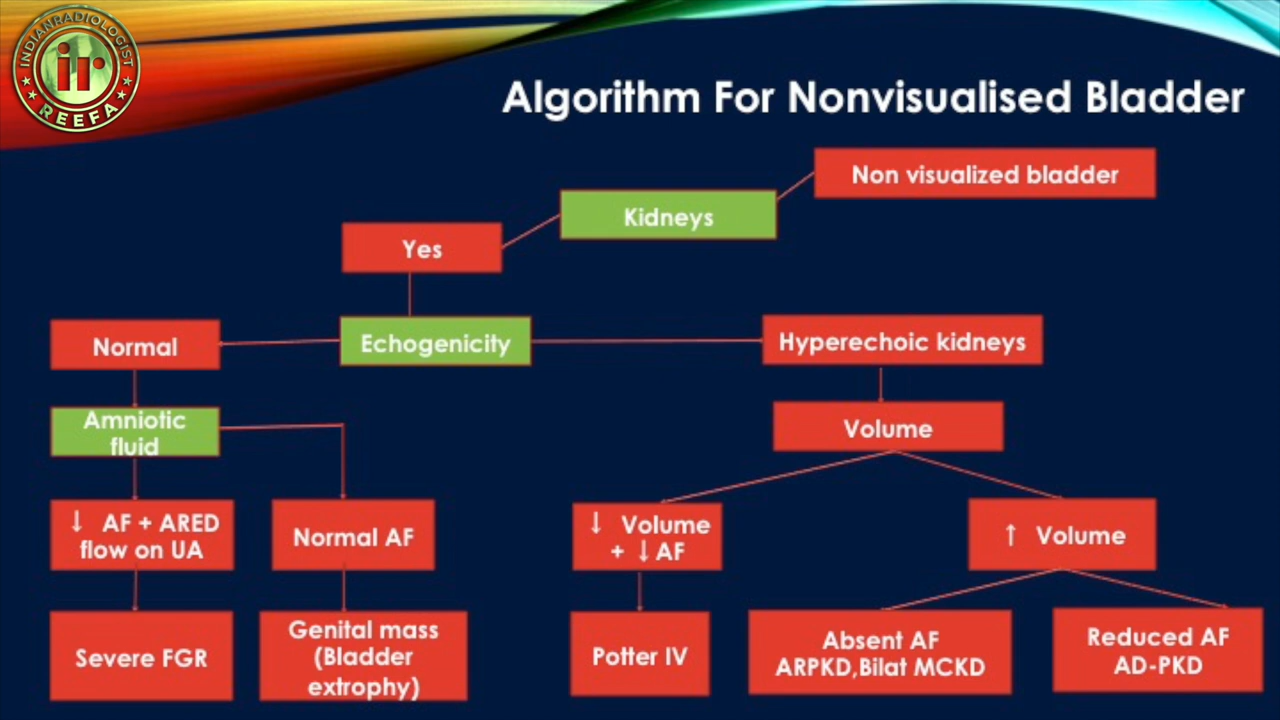 INDIANRADIOLOGIST
ir
REEFA
Algorithm For Nonvisualised Bladder
Non visualized bladder
Kidneys
Yes
Normal
Echogenicity
Hyperechoic kidneys
Amniotic
fluid
Volume
↓ AF + ARED
flow on UA
Normal AF
↓ Volume
+ ↓AF
↑ Volume
Severe FGR
Genital mass
(Bladder
extrophy)
Potter IV
Absent AF
ARPKD,Bilat MCKD
Reduced AF
AD-PKD